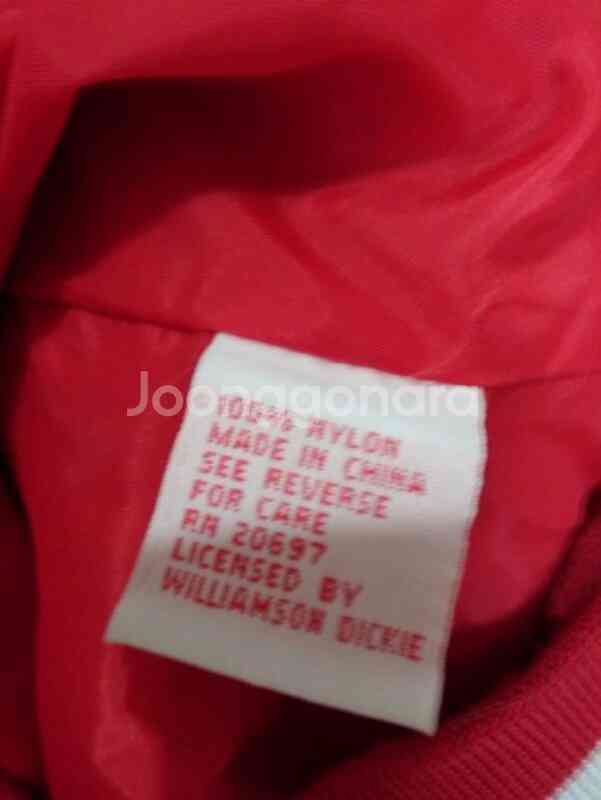 Joonggonara
100% NYLON
MADE IN CHINA
SEE REVERSE
FOR CARE
RN 20697
LICENSED BY
WILLIAMSON DICKIE